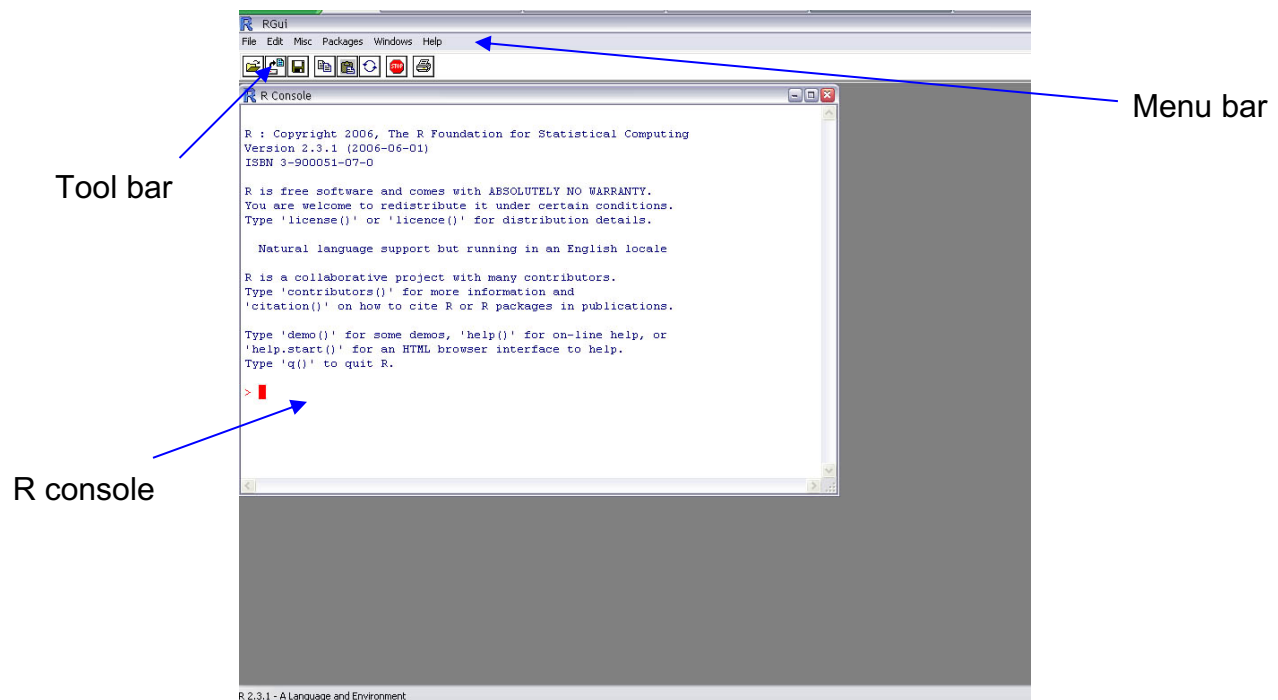 RGui
File Edit Misc Packages Windows Help
STOP
Menu bar
R Console
R : Copyright 2006, The R Foundation for Statistical Computing
Version 2.3.1 (2006-06-01)
ISBN 3-900051-07-0
Tool bar
R is free software and comes with ABSOLUTELY NO WARRANTY.
You are welcome to redistribute it under certain conditions.
Type 'license()' or 'licence()' for distribution details.
Natural language support but running in an English locale
R is a collaborative project with many contributors.
Type 'contributors()' for more information and
'citation()' on how to cite R or R packages in publications.
Type 'demo()' for some demos, 'help()' for on-line help, or
'help.start()' for an HTML browser interface to help.
Type 'q()' to quit R.
>
R console
R 2.3.1 - A Language and Environment